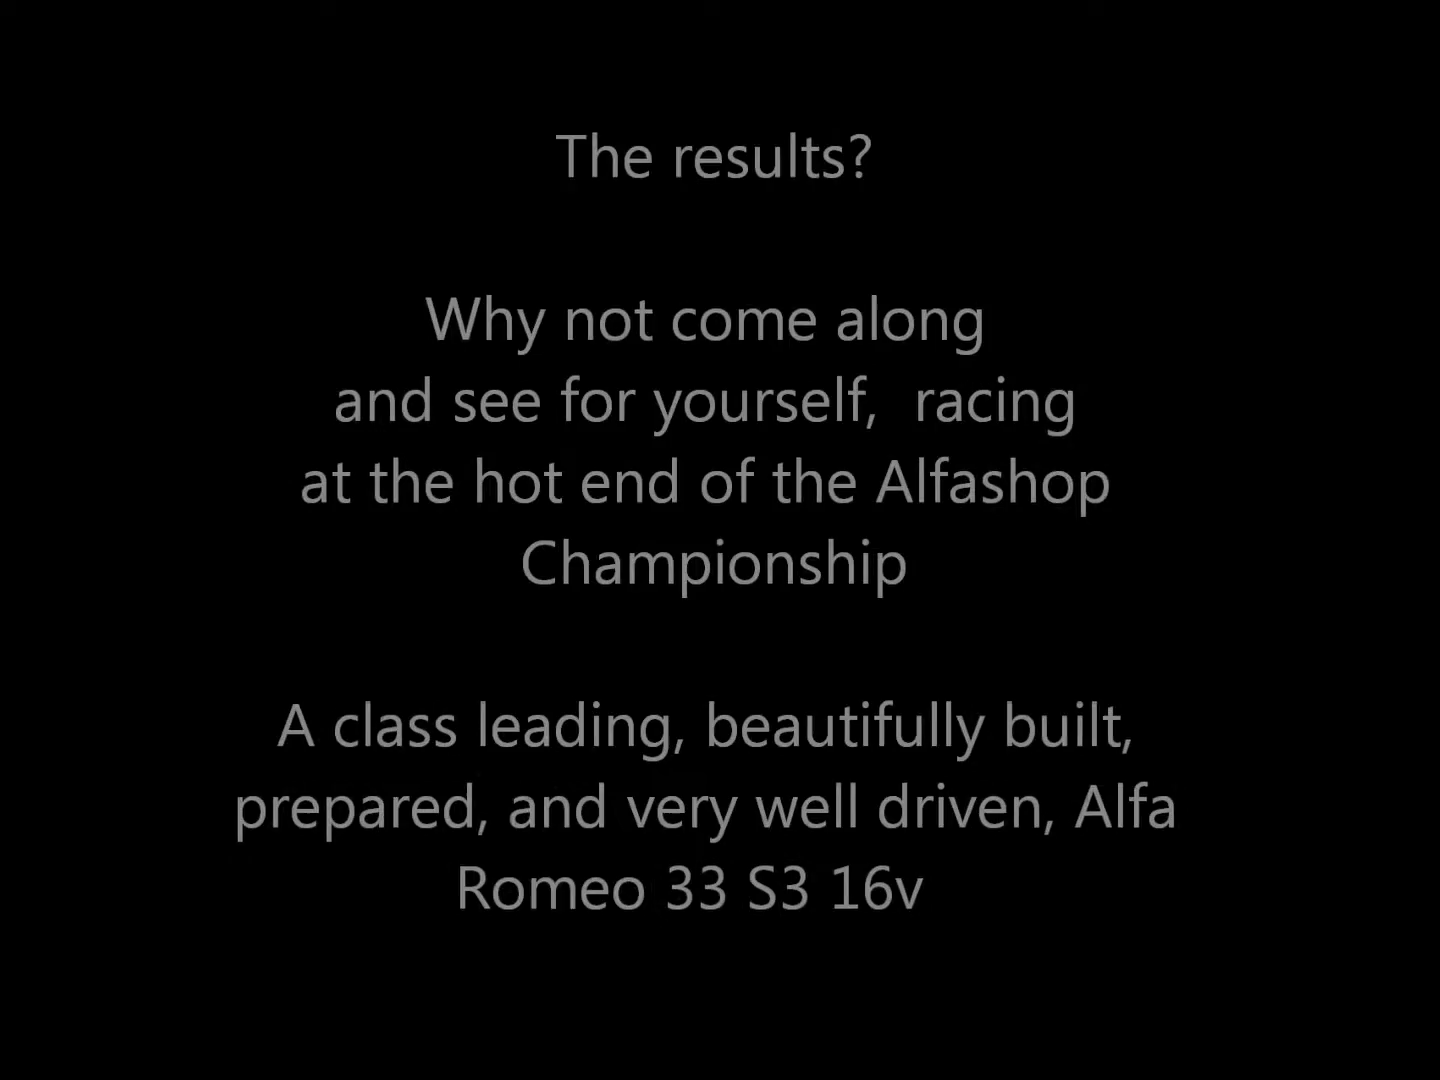 The results?
Why not come along
and see for yourself,  racing
at the hot end of the Alfashop
Championship
A class leading, beautifully built,
prepared, and very well driven, Alfa
Romeo 33 S3 16v